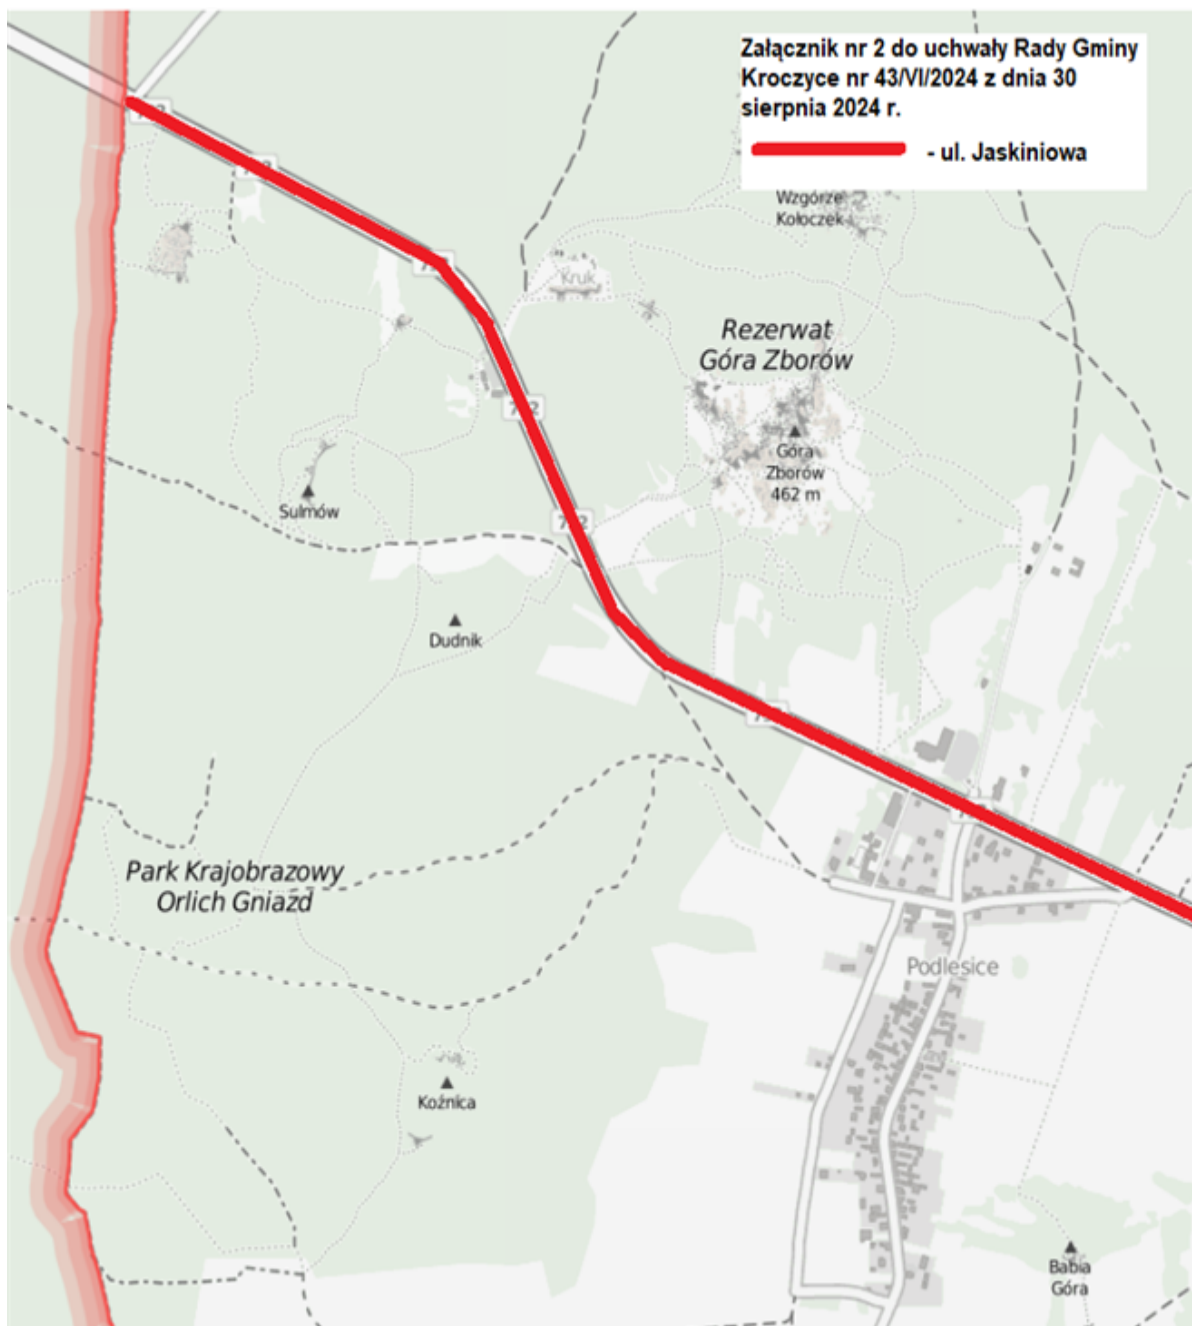 Załącznik nr 2 do uchwały Rady Gminy
Kroczyce nr 43/VI/2024 z dnia 30
sierpnia 2024 r.
- ul. Jaskiniowa
Wzgórze
Kołoczek
Kruk
Rezerwat
Góra Zborów
Góra
Zborów
462 m
Sulmów
Dudnik
Park Krajobrazowy
Orlich Gniazd
Podlesice
Koźnica
Babia
Góra